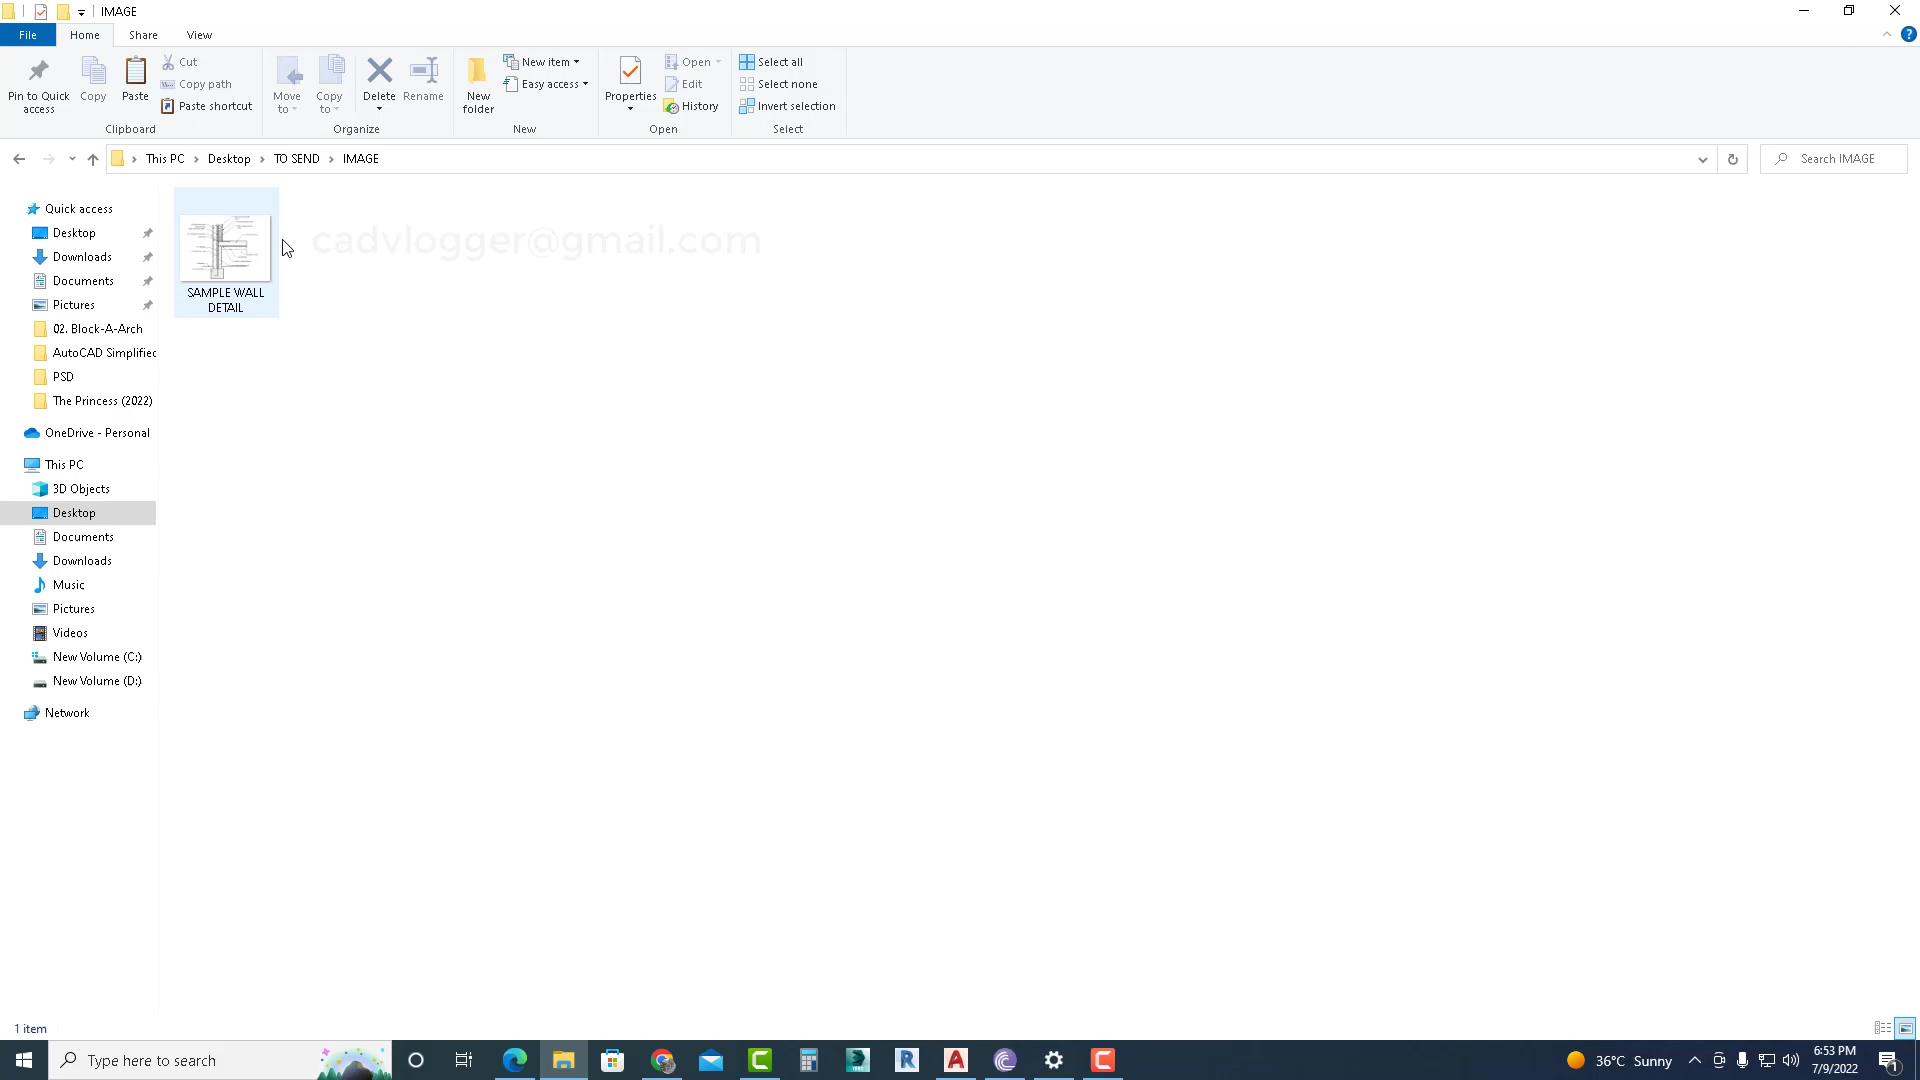 IMAGE
File Home Share View
Pin to Quick access
Copy
Paste
Cut
Copy path
Paste shortcut
Clipboard
Move to
Copy to
Delete
Rename
Organize
New folder
New item
Easy access
New
Properties
Open
Edit
History
Open
Select all
Select none
Invert selection
Select
This PC Desktop TO SEND IMAGE
Search IMAGE
Quick access
Desktop
Downloads
Documents
Pictures
02. Block-A-Arch
AutoCAD Simplified
PSD
The Princess (2022)
OneDrive - Personal
This PC
3D Objects
Desktop
Documents
Downloads
Music
Pictures
Videos
New Volume (C:)
New Volume (D:)
Network
SAMPLE WALL
DETAIL
cadvlogger@gmail.com
1 item
Type here to search
36°C Sunny
6:53 PM
7/9/2022
1